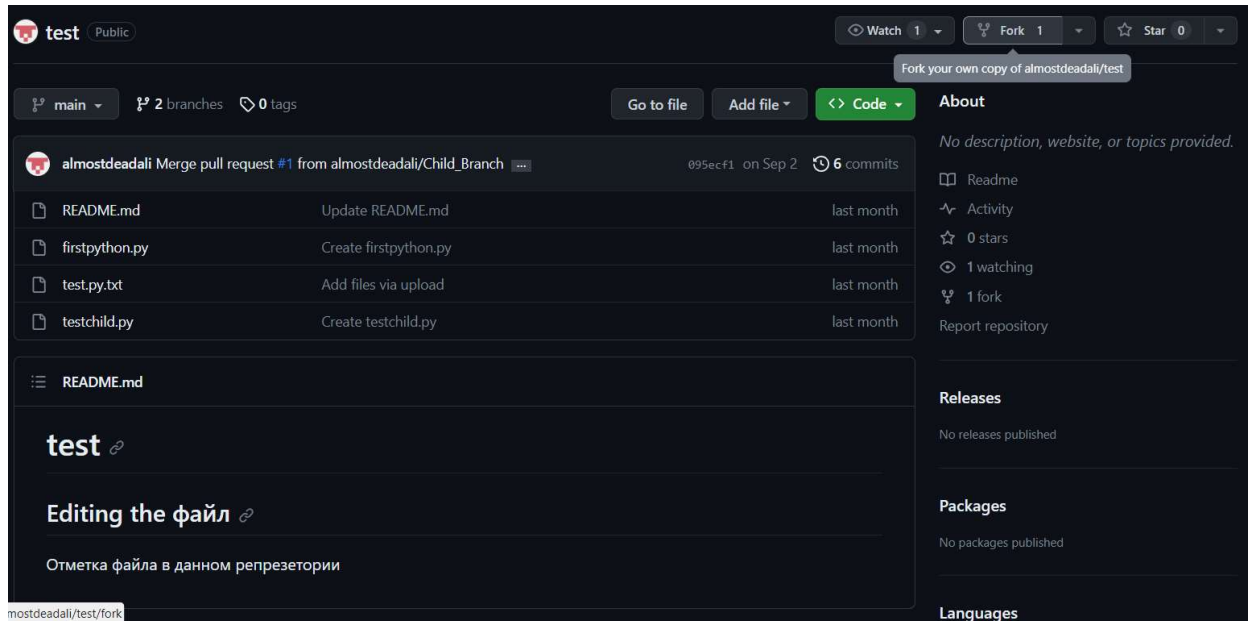 test Public
Watch 1 Fork 1 Star 0
Fork your own copy of almostdeadali/test
main 2 branches 0 tags Go to file Add file <> Code
almostdeadali Merge pull request #1 from almostdeadali/Child_Branch ... 095ecf1 on Sep 2 6 commits
README.md Update README.md last month
firstpython.py Create firstpython.py last month
test.py.txt Add files via upload last month
testchild.py Create testchild.py last month
README.md
test
Editing the файл
Отметка файла в данном репрезетории
mostdeadali/test/fork
About
No description, website, or topics provided.
Readme
Activity
0 stars
1 watching
1 fork
Report repository
Releases
No releases published
Packages
No packages published
Languages